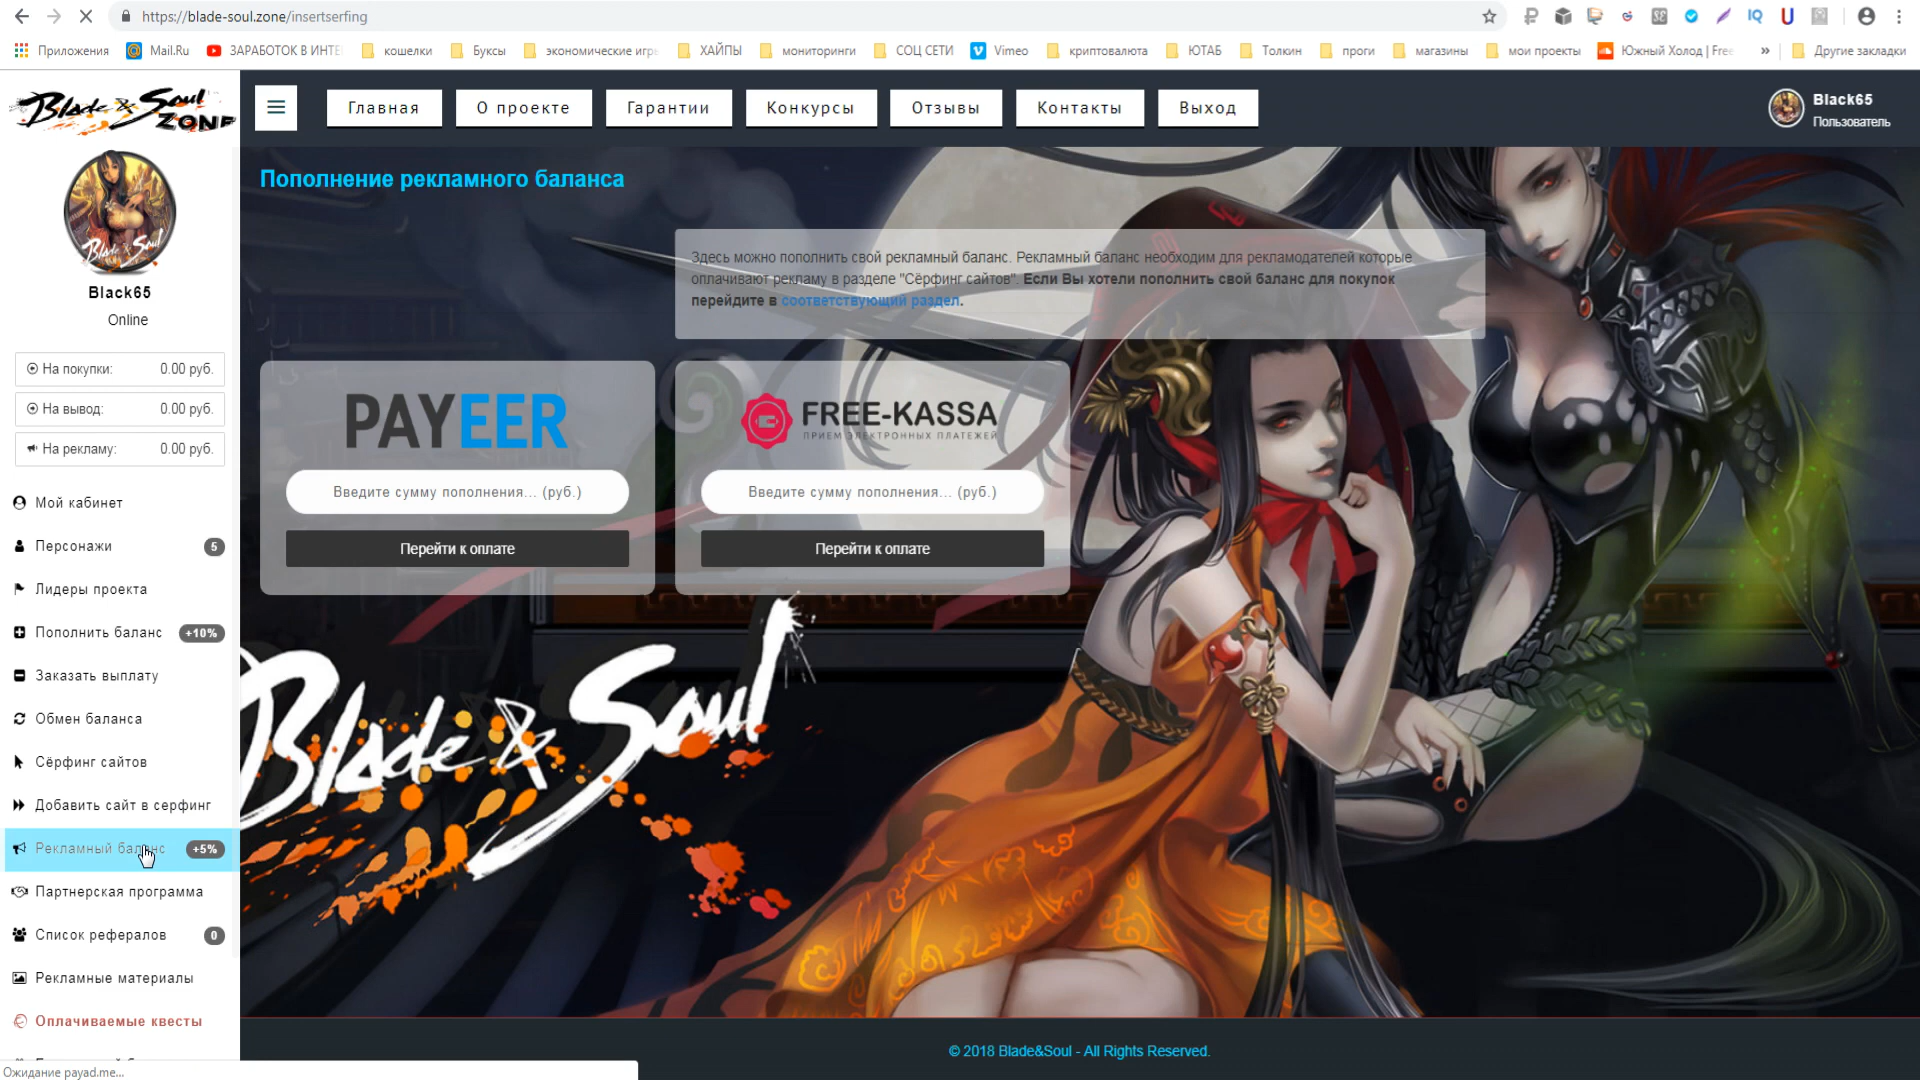 https://blade-soul.zone/insertserfing
Приложения
Mail.Ru
ЗАРАБОТОК В ИНТЕ
кошелки
Буксы
экономические игры
ХАЙПЫ
мониторинги
СОЦ СЕТИ
Vimeo
криптовалюта
ЮТАБ
Толкин
проги
магазины
мои проекты
Южный Холод | Free
»
Другие закладки
Blade & Soul
ZONE
Главная
О проекте
Гарантии
Конкурсы
Отзывы
Контакты
Выход
Black65
Пользователь
Blade & Soul
Black65
Online
На покупки: 0.00 руб.
На вывод: 0.00 руб.
На рекламу: 0.00 руб.
Мой кабинет
Персонажи 5
Лидеры проекта
Пополнить баланс +10%
Заказать выплату
Обмен баланса
Сёрфинг сайтов
Добавить сайт в серфинг
Рекламный баланс +5%
Партнерская программа
Список рефералов 0
Рекламные материалы
Оплачиваемые квесты
Ожидание payad.me...
Пополнение рекламного баланса
Здесь можно пополнить свой рекламный баланс. Рекламный баланс необходим для рекламодателей которые
оплачивают рекламу в разделе "Сёрфинг сайтов". Если Вы хотели пополнить свой баланс для покупок
перейдите в соответствующий раздел.
PAYEER
Введите сумму пополнения... (руб.)
Перейти к оплате
FREE-KASSA
ПРИЕМ ЭЛЕКТРОННЫХ ПЛАТЕЖЕЙ
Введите сумму пополнения... (руб.)
Перейти к оплате
Blade & Soul
© 2018 Blade&Soul - All Rights Reserved.